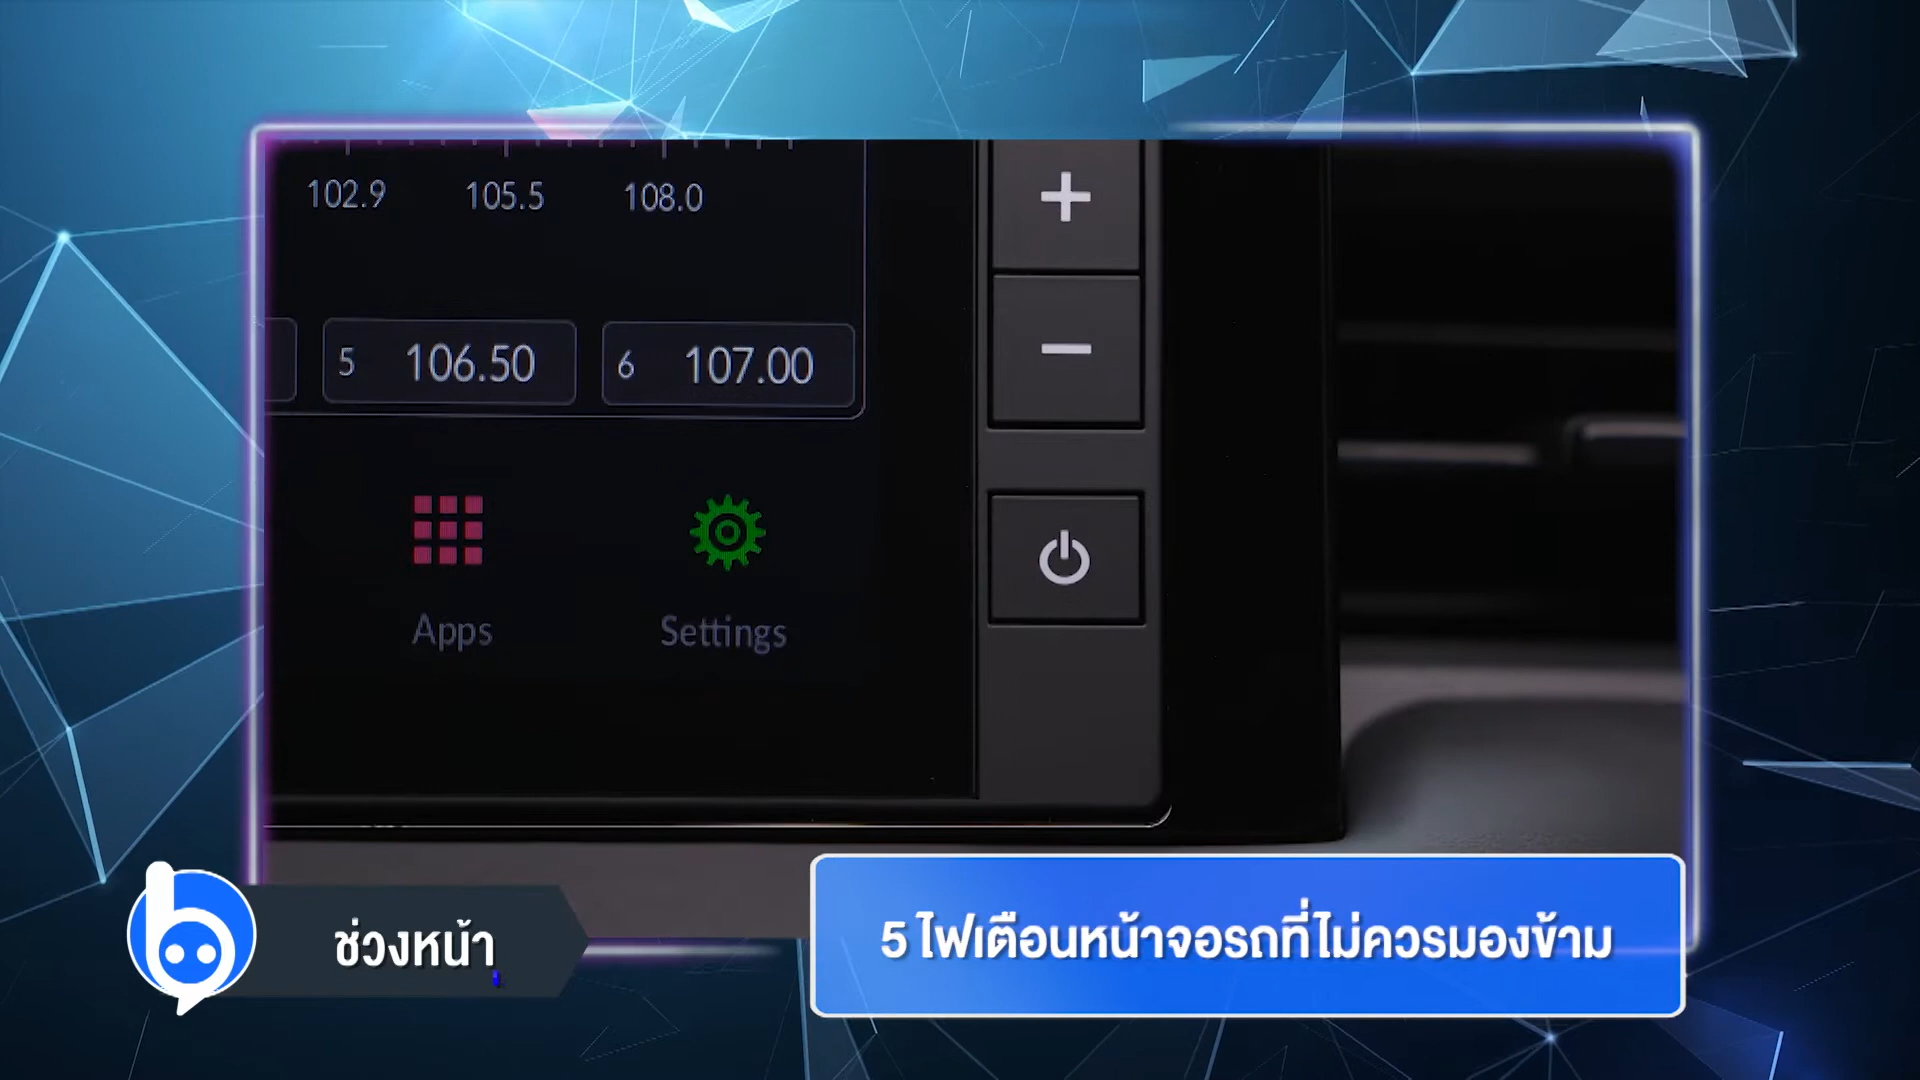 102.9 105.5 108.0
5 106.50 6 107.00
Apps Settings
ช่วงหน้า
5 ไฟเตือนหน้าจอรถที่ไม่ควรมองข้าม